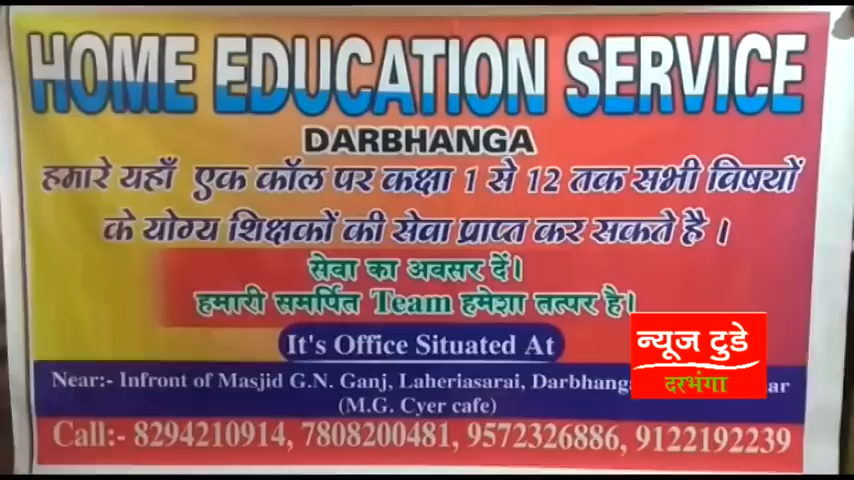 HOME EDUCATION SERVICE
DARBHANGA
हमारे यहाँ एक कॉल पर कक्षा 1 से 12 तक सभी विषयों
के योग्य शिक्षकों की सेवा प्राप्त कर सकते है ।
सेवा का अवसर दें।
हमारी समर्पित Team हमेशा तत्पर है।
It's Office Situated At
Near:- Infront of Masjid G.N. Ganj, Laheriasarai, Darbhang
(M.G. Cyer cafe)
Call:- 8294210914, 7808200481, 9572326886, 9122192239
न्यूज टुडे
दरभंगा